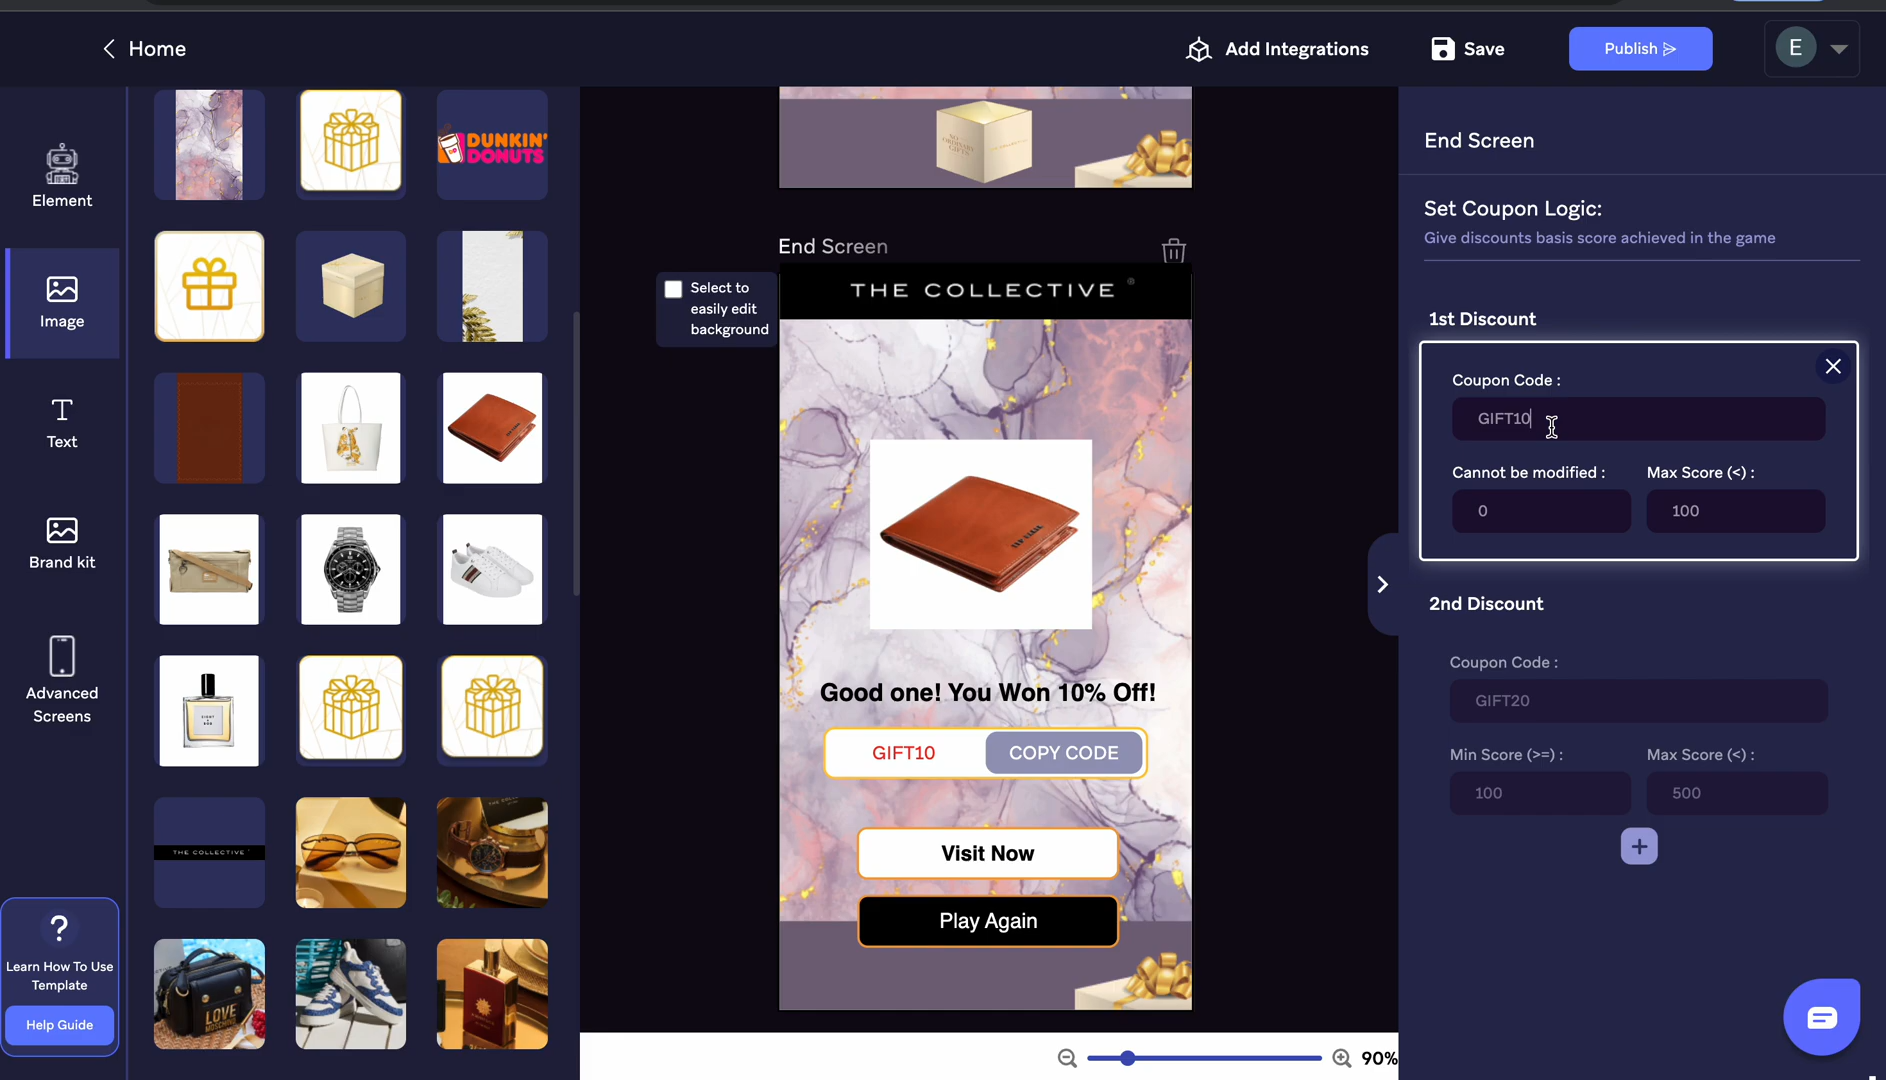 Home
Add Integrations
Save
Publish
E
Element
Image
Text
Brand kit
Advanced
Screens
?
Learn How To Use
Template
Help Guide
DUNKIN'
DONUTS
THE COLLECTIVE
LOVE
MOSCHINO
End Screen
Select to
easily edit
background
THE COLLECTIVE
Good one! You Won 10% Off!
GIFT10
COPY CODE
Visit Now
Play Again
90%
End Screen
Set Coupon Logic:
Give discounts basis score achieved in the game
1st Discount
Coupon Code :
GIFT10
Cannot be modified :
Max Score (<) :
0
100
2nd Discount
Coupon Code :
GIFT20
Min Score (>=) :
Max Score (<) :
100
500